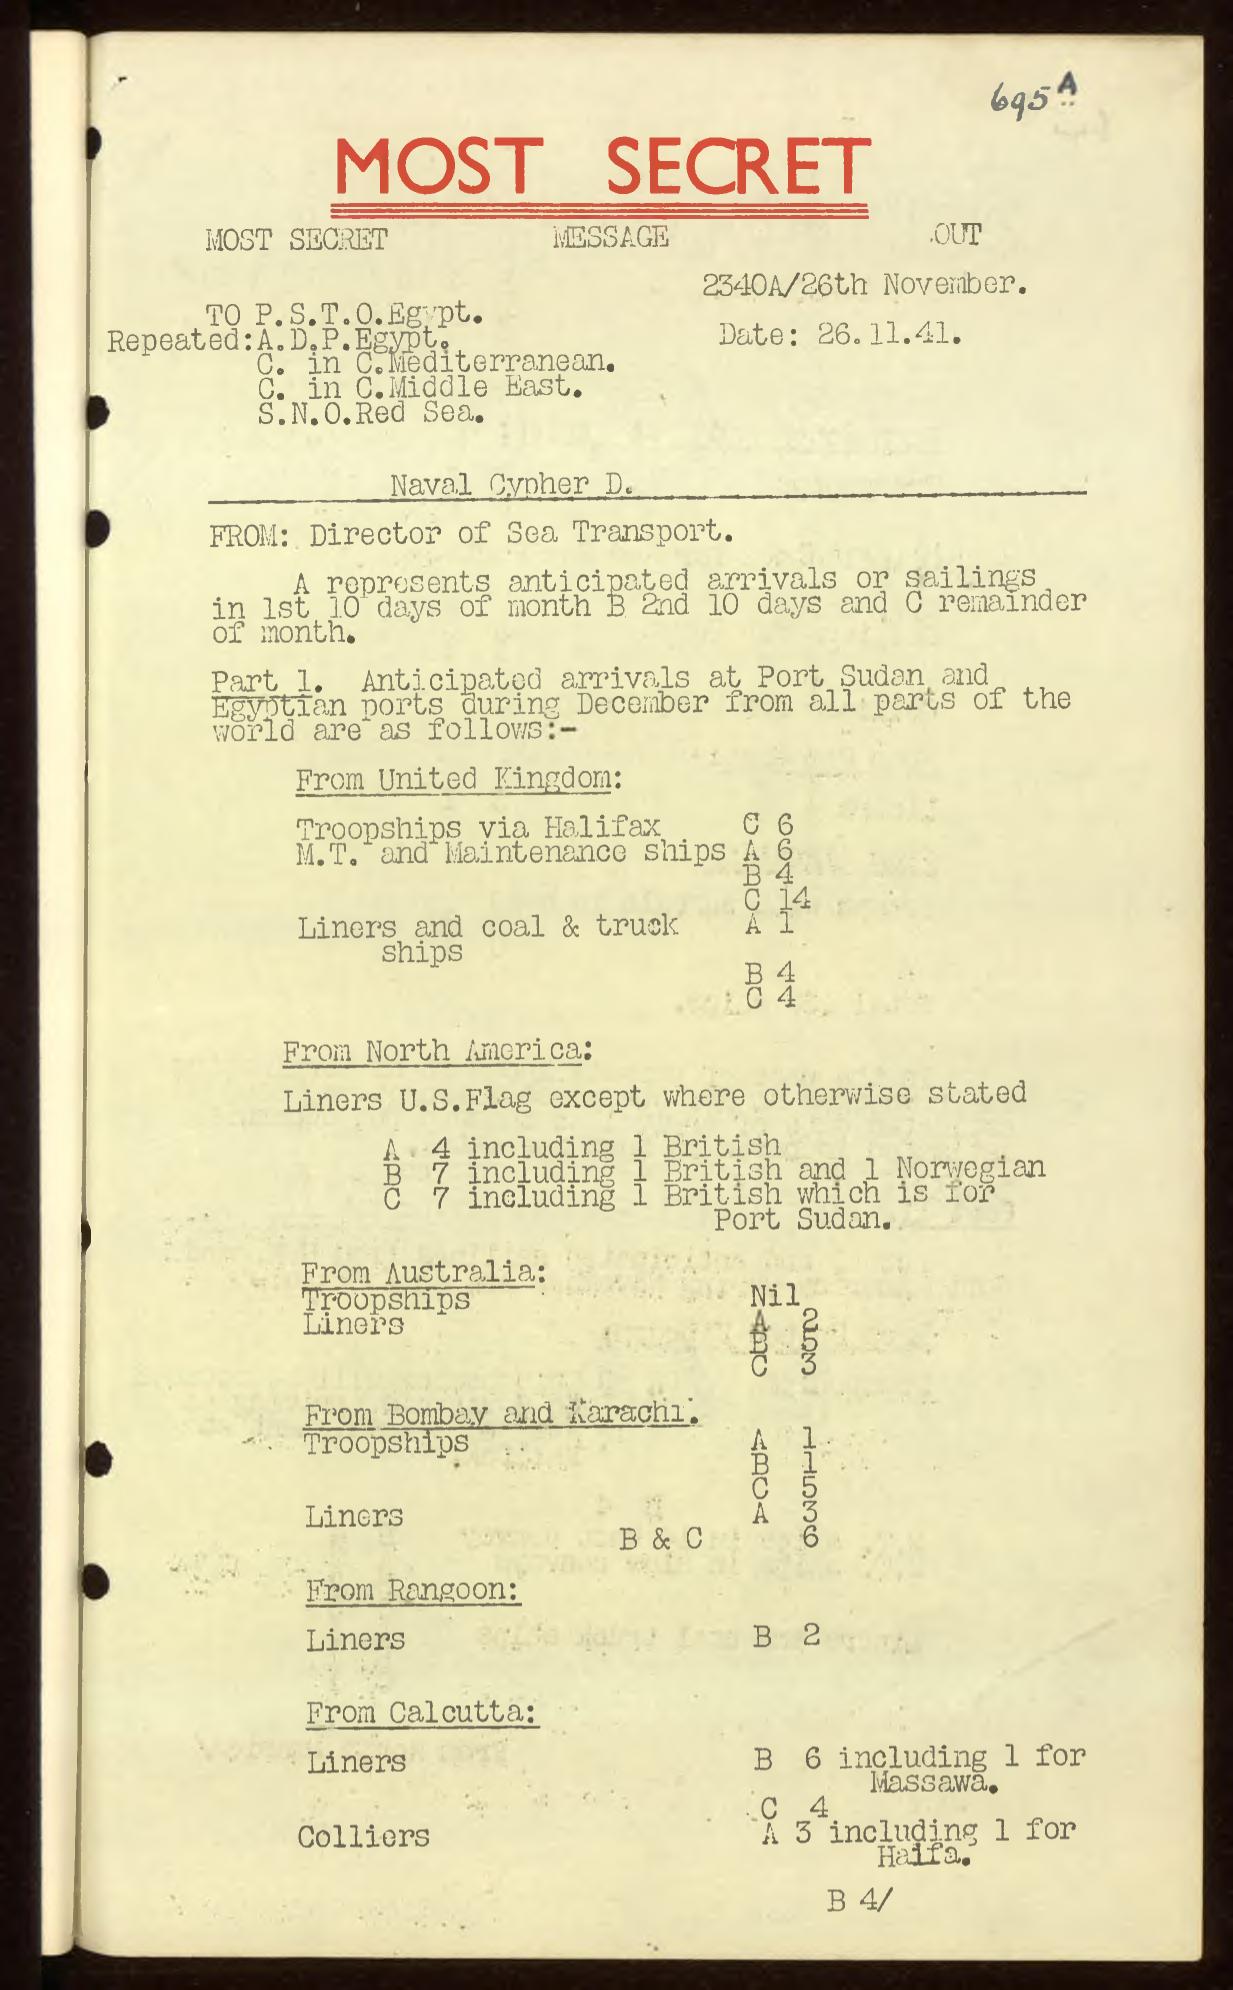 695A
MOST SECRET
MOST SECRET MESSAGE OUT
2340A/26th November.
TO P.S.T.O.Egypt.
Repeated:A.D.P.Egypt. Date: 26.11.41.
C. in C.Mediterranean.
C. in C.Middle East.
S.N.O.Red Sea.
Naval Cypher D.
FROM: Director of Sea Transport.
A represents anticipated arrivals or sailings
in 1st 10 days of month B 2nd 10 days and C remainder
of month.
Part 1. Anticipated arrivals at Port Sudan and
Egyptian ports during December from all parts of the
world are as follows:-
From United Kingdom:
Troopships via Halifax C 6
M.T. and Maintenance ships A 6
B 4
C 14
Liners and coal & truck A 1
ships
B 4
C 4
From North America:
Liners U.S.Flag except where otherwise stated
A 4 including 1 British
B 7 including 1 British and 1 Norwegian
C 7 including 1 British which is for
Port Sudan.
From Australia:
Troopships Nil
Liners A 2
B 5
C 3
From Bombay and Karachi.
Troopships A 1
B 1
C 5
Liners A 3
B & C 6
From Rangoon:
Liners B 2
From Calcutta:
Liners B 6 including 1 for
Massawa.
C 4
Colliers A 3 including 1 for
Haifa.
B 4/